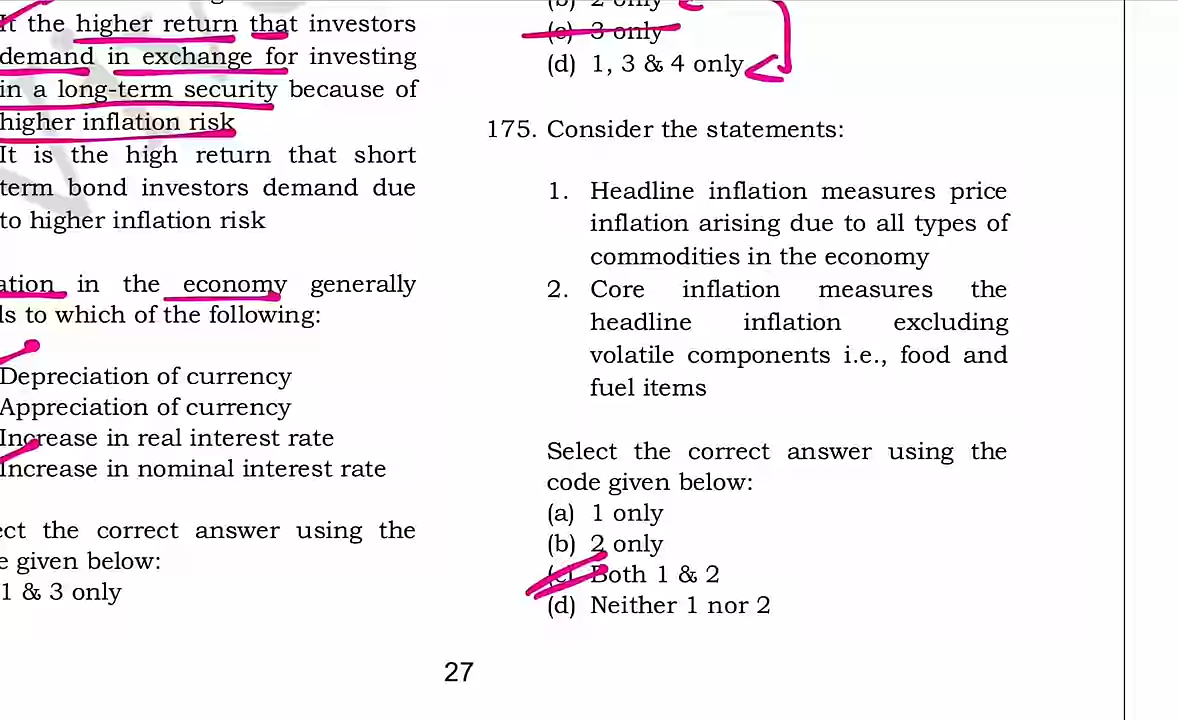 It the higher return that investors
demand in exchange for investing
in a long-term security because of
higher inflation risk
It is the high return that short
term bond investors demand due
to higher inflation risk
ation in the economy generally
ls to which of the following:
Depreciation of currency
Appreciation of currency
Increase in real interest rate
Increase in nominal interest rate
ect the correct answer using the
e given below:
1 & 3 only
(b) 2 only
(c) 3 only
(d) 1, 3 & 4 only
175. Consider the statements:
1. Headline inflation measures price
inflation arising due to all types of
commodities in the economy
2. Core inflation measures the
headline inflation excluding
volatile components i.e., food and
fuel items
Select the correct answer using the
code given below:
(a) 1 only
(b) 2 only
(c) Both 1 & 2
(d) Neither 1 nor 2
27